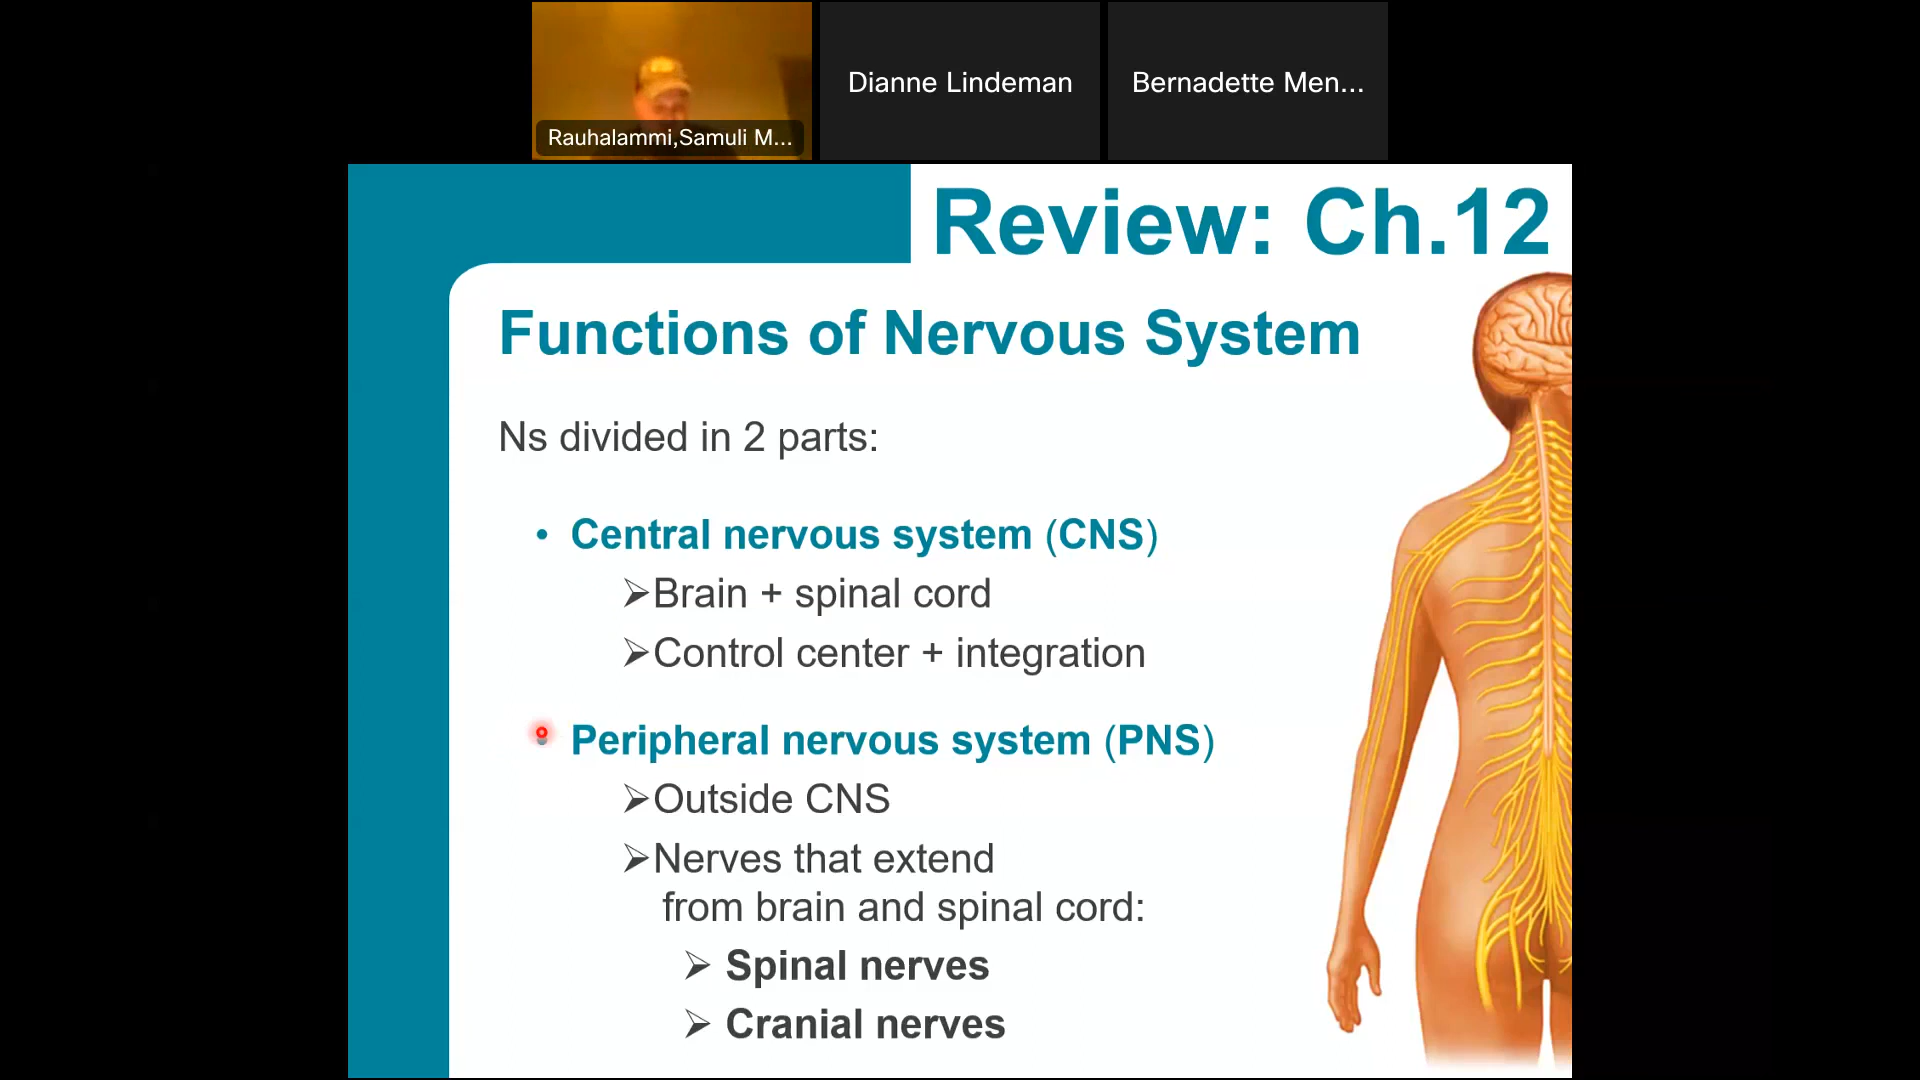 Rauhalammi,Samuli M...
Dianne Lindeman
Bernadette Men...
Review: Ch.12
Functions of Nervous System
Ns divided in 2 parts:
• Central nervous system (CNS)
➢Brain + spinal cord
➢Control center + integration
Peripheral nervous system (PNS)
➢Outside CNS
➢Nerves that extend
from brain and spinal cord:
➢ Spinal nerves
➢ Cranial nerves